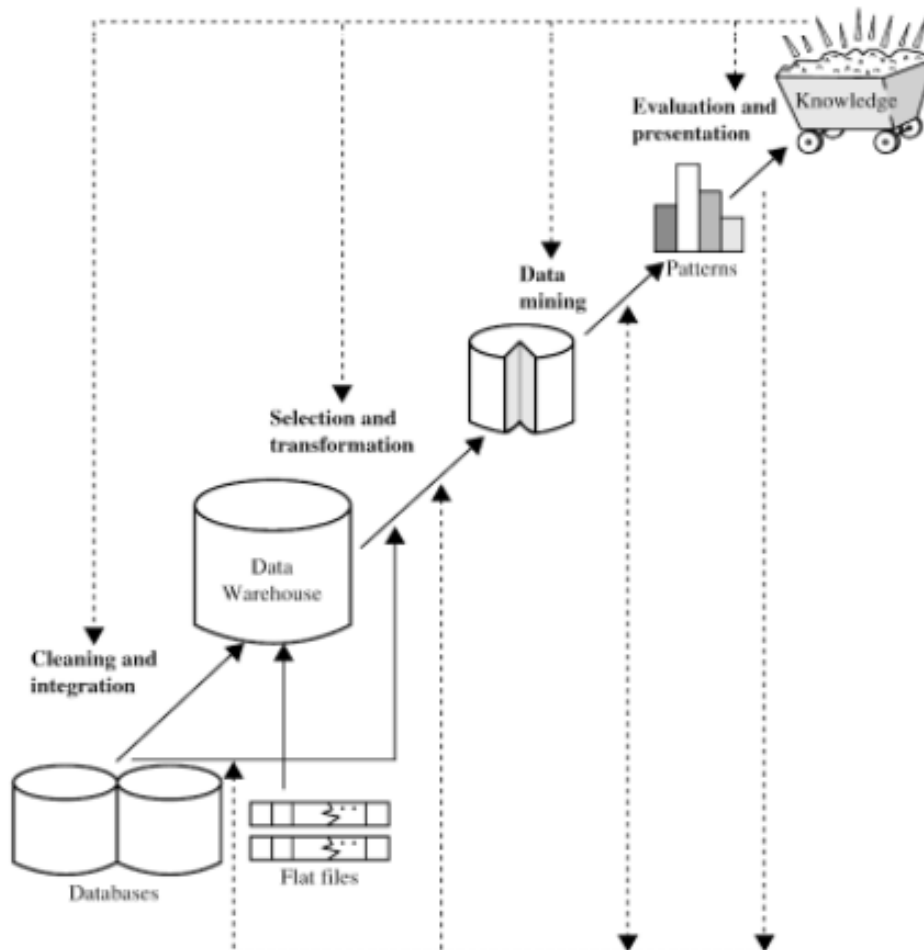 Knowledge
Evaluation and
presentation
Patterns
Data
mining
Selection and
transformation
Data
Warehouse
Cleaning and
integration
Databases
Flat files